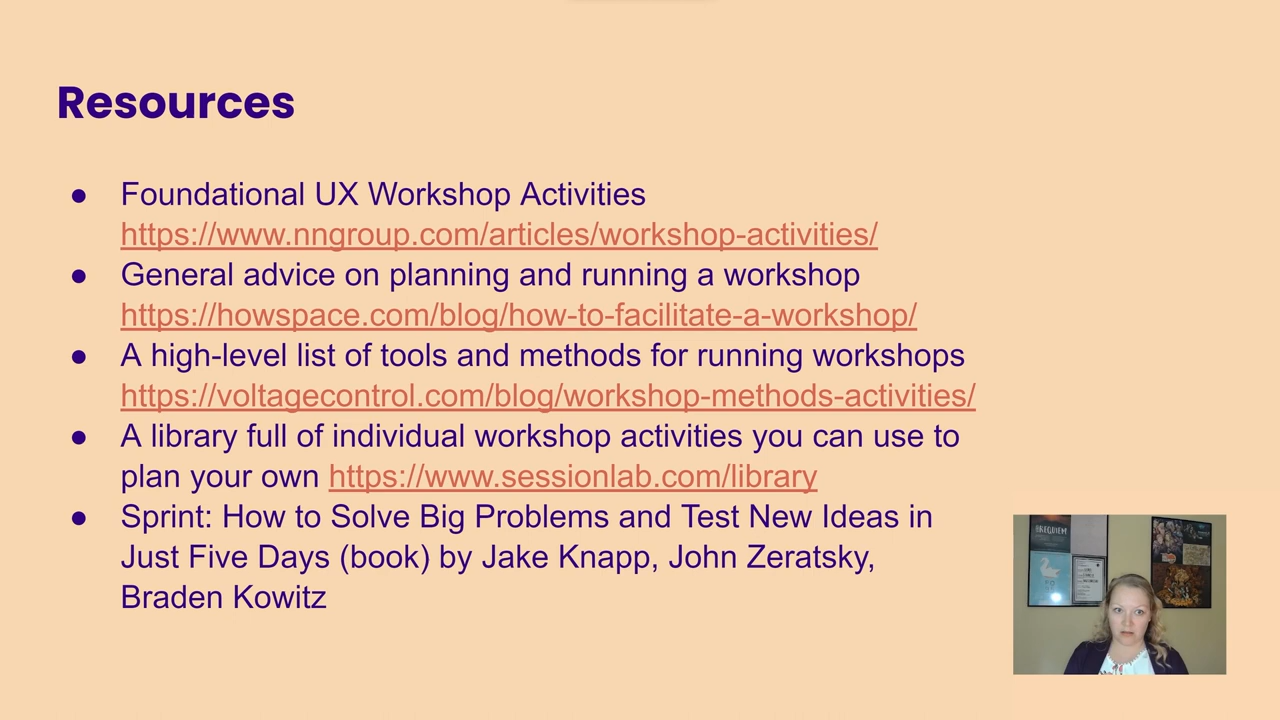 Resources
● Foundational UX Workshop Activities
https://www.nngroup.com/articles/workshop-activities/
● General advice on planning and running a workshop
https://howspace.com/blog/how-to-facilitate-a-workshop/
● A high-level list of tools and methods for running workshops
https://voltagecontrol.com/blog/workshop-methods-activities/
● A library full of individual workshop activities you can use to
plan your own https://www.sessionlab.com/library
● Sprint: How to Solve Big Problems and Test New Ideas in
Just Five Days (book) by Jake Knapp, John Zeratsky,
Braden Kowitz
REQUIEM